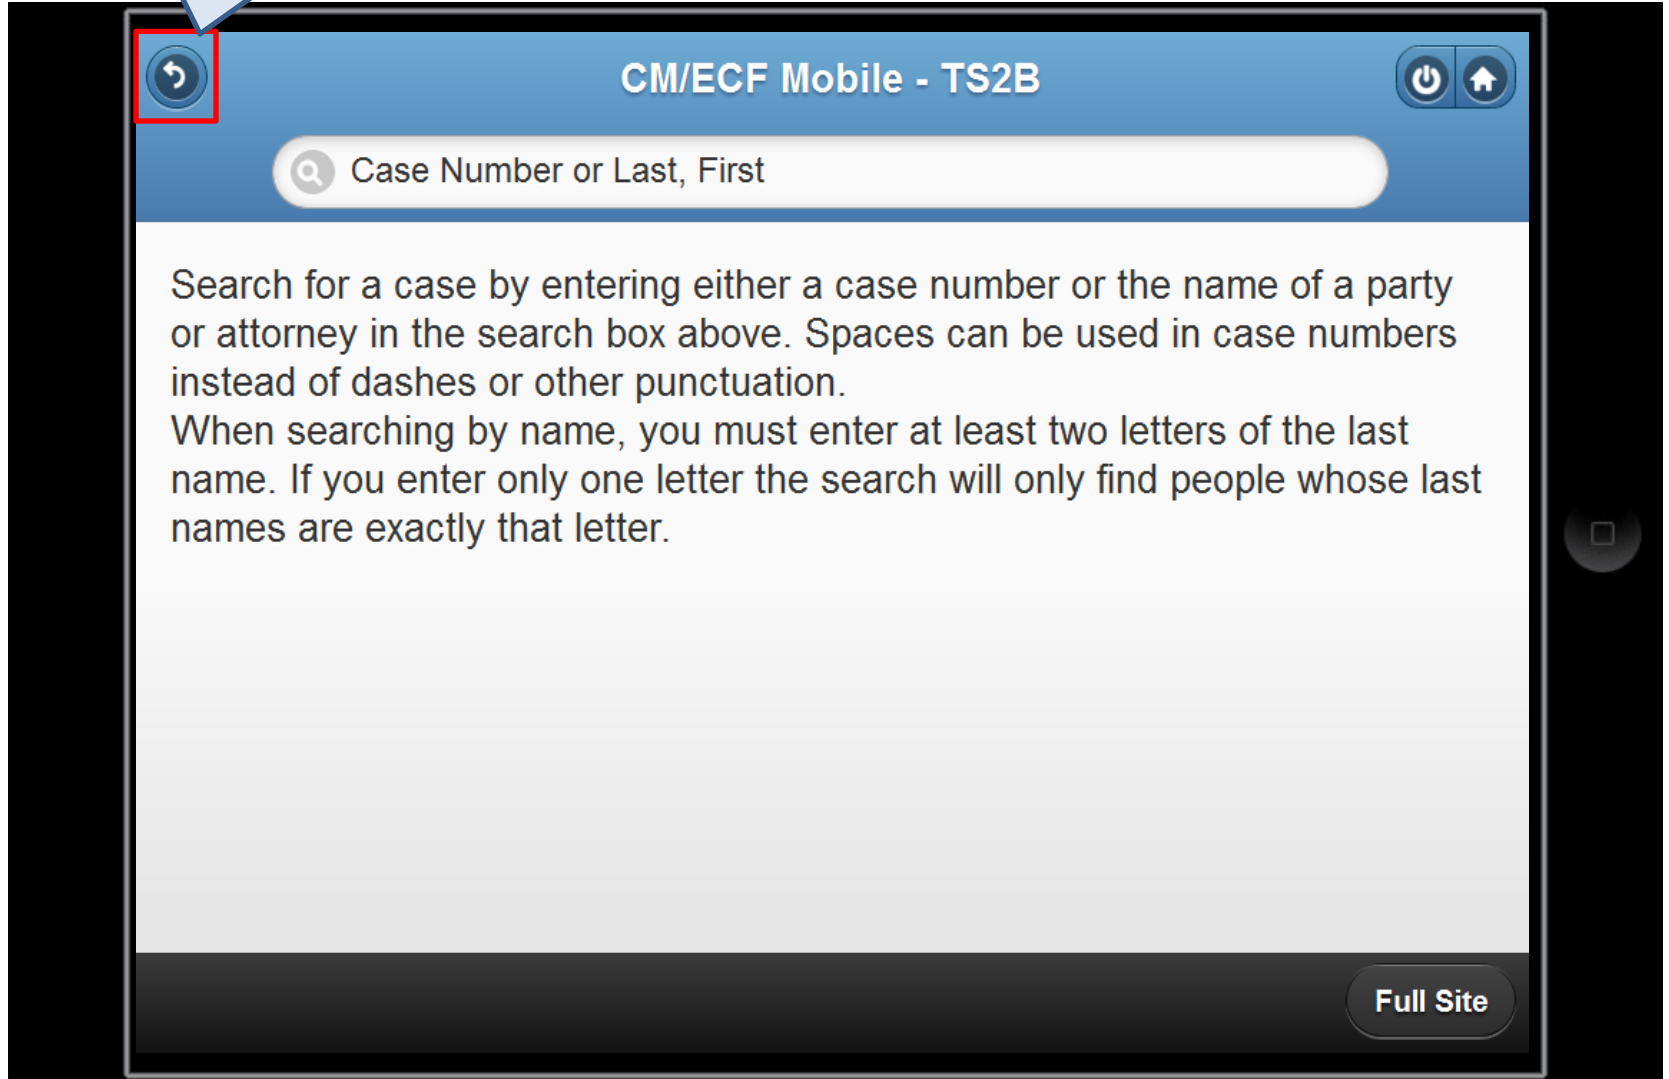 CM/ECF Mobile - TS2B
Case Number or Last, First
Search for a case by entering either a case number or the name of a party
or attorney in the search box above. Spaces can be used in case numbers
instead of dashes or other punctuation.
When searching by name, you must enter at least two letters of the last
name. If you enter only one letter the search will only find people whose last
names are exactly that letter.
Full Site